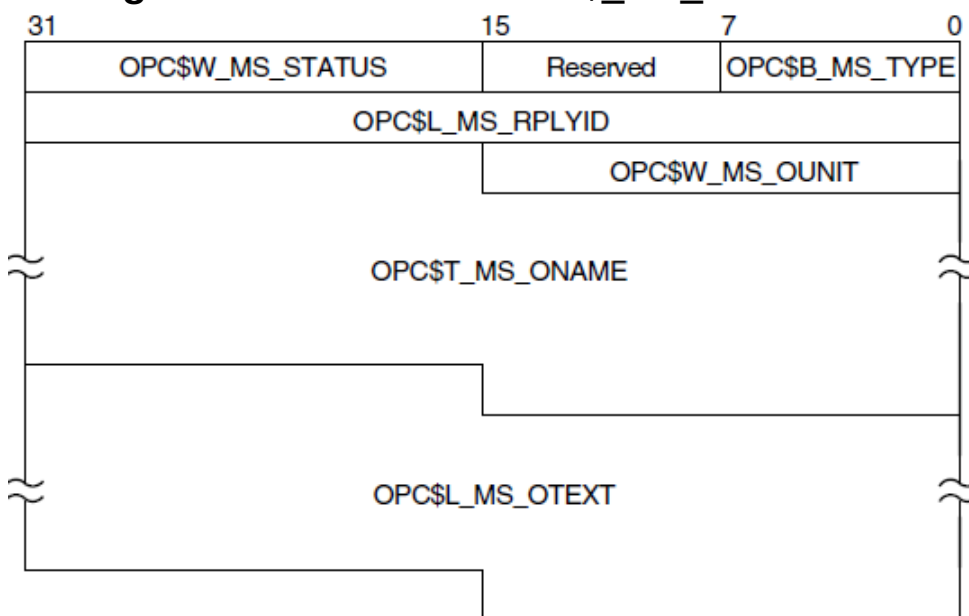 31 15 7 0
OPC$W_MS_STATUS Reserved OPC$B_MS_TYPE
OPC$L_MS_RPLYID
OPC$W_MS_OUNIT
OPC$T_MS_ONAME
OPC$L_MS_OTEXT